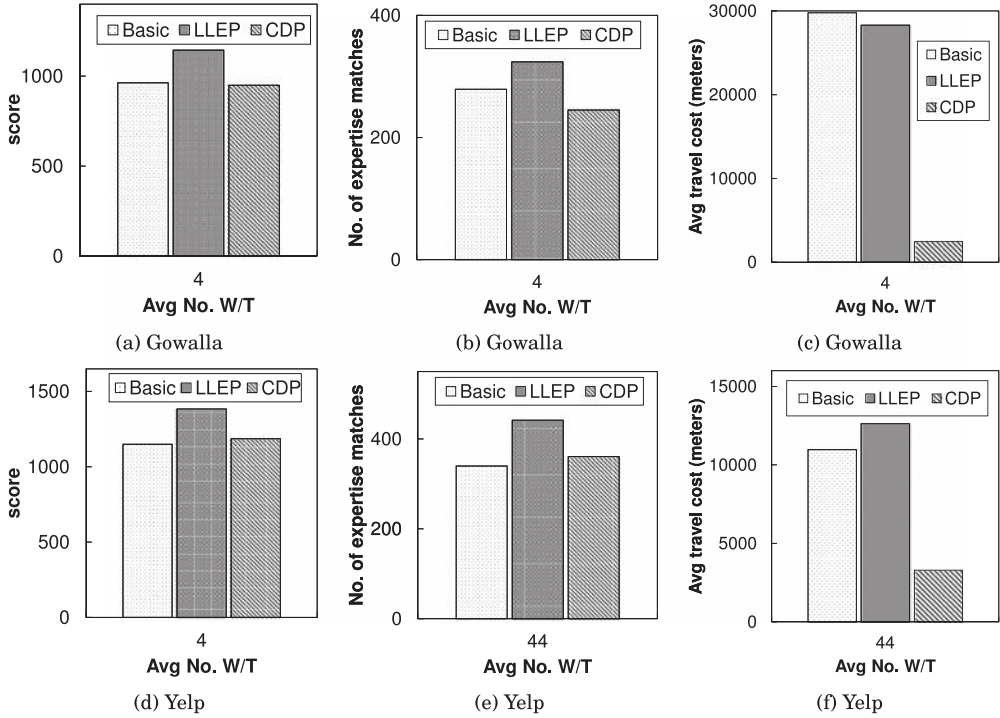 Basic LLEP CDP
1000
500
0
score
4
Avg No. W/T
(a) Gowalla
400
Basic LLEP CDP
200
0
No. of expertise matches
4
Avg No. W/T
(b) Gowalla
30000
Basic
LLEP
CDP
20000
10000
0
Avg travel cost (meters)
4
Avg No. W/T
(c) Gowalla
1500
Basic LLEP CDP
1000
500
0
score
4
Avg No. W/T
(d) Yelp
Basic LLEP CDP
400
200
0
No. of expertise matches
44
Avg No. W/T
(e) Yelp
15000
Basic LLEP CDP
10000
5000
0
Avg travel cost (meters)
44
Avg No. W/T
(f) Yelp